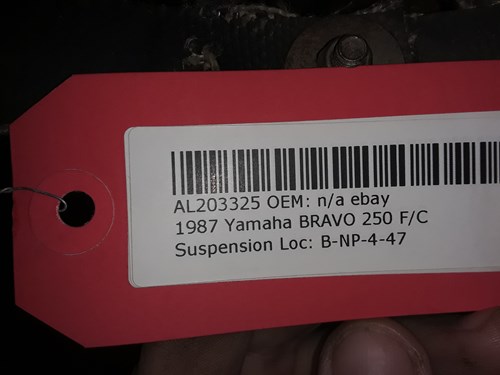 AL203325 OEM: n/a ebay
1987 Yamaha BRAVO 250 F/C
Suspension Loc: B-NP-4-47